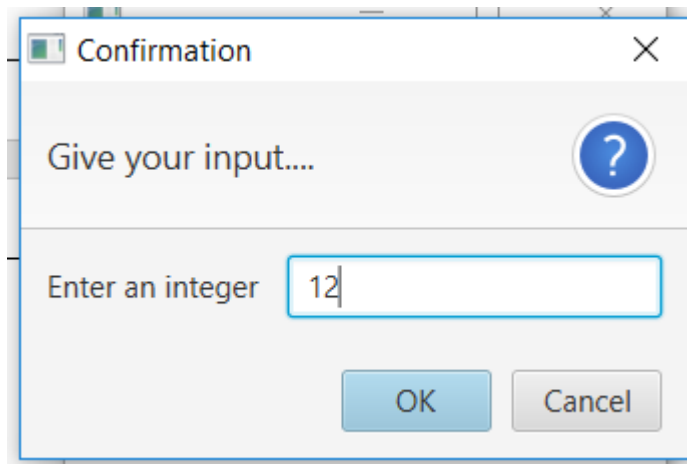 Confirmation
Give your input....
?
Enter an integer 12
OK Cancel